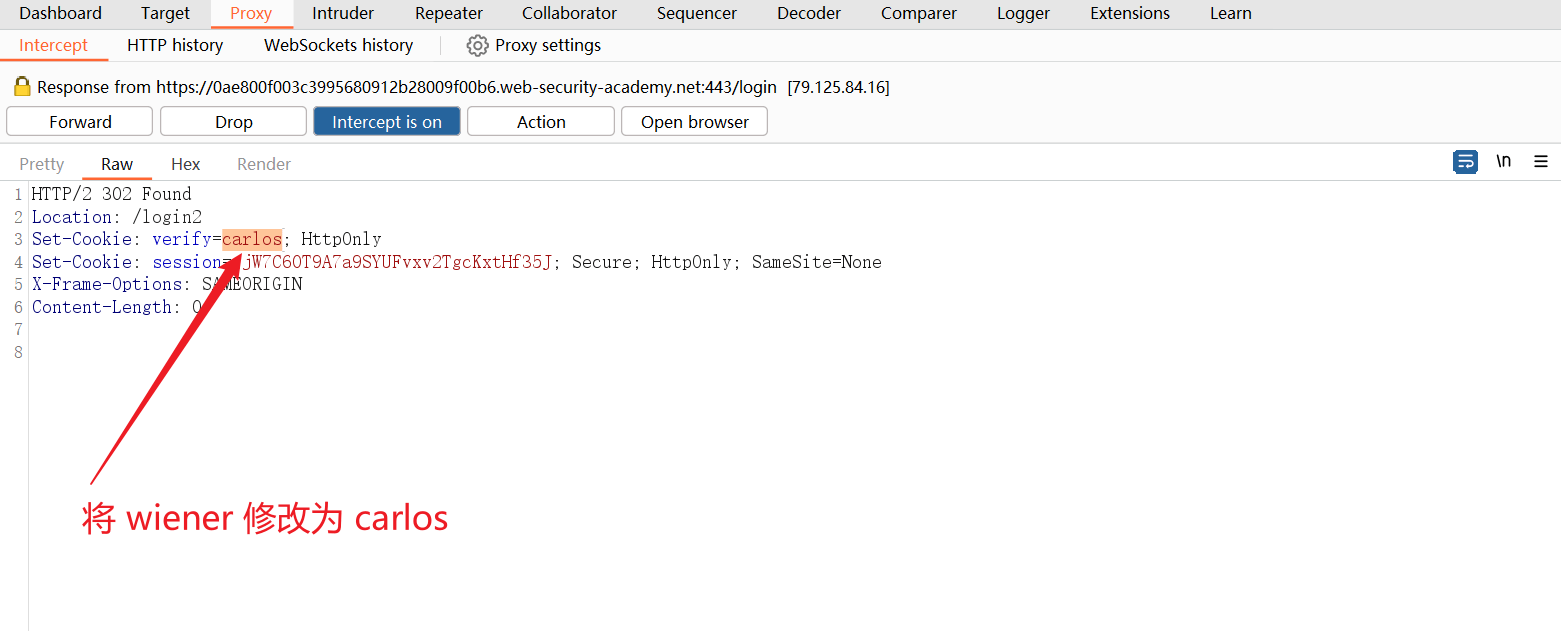 Dashboard Target Proxy Intruder Repeater Collaborator Sequencer Decoder Comparer Logger Extensions Learn
Intercept HTTP history WebSockets history Proxy settings
Response from https://0ae800f003c3995680912b28009f00b6.web-security-academy.net:443/login [79.125.84.16]
Forward Drop Intercept is on Action Open browser
Pretty Raw Hex Render \n
1 HTTP/2 302 Found
2 Location: /login2
3 Set-Cookie: verify=carlos; HttpOnly
4 Set-Cookie: session= jW7C6OT9A7a9SYUFvxv2TgcKxtHf35J; Secure; HttpOnly; SameSite=None
5 X-Frame-Options: SAMEORIGIN
6 Content-Length: 0
7
8
将 wiener 修改为 carlos